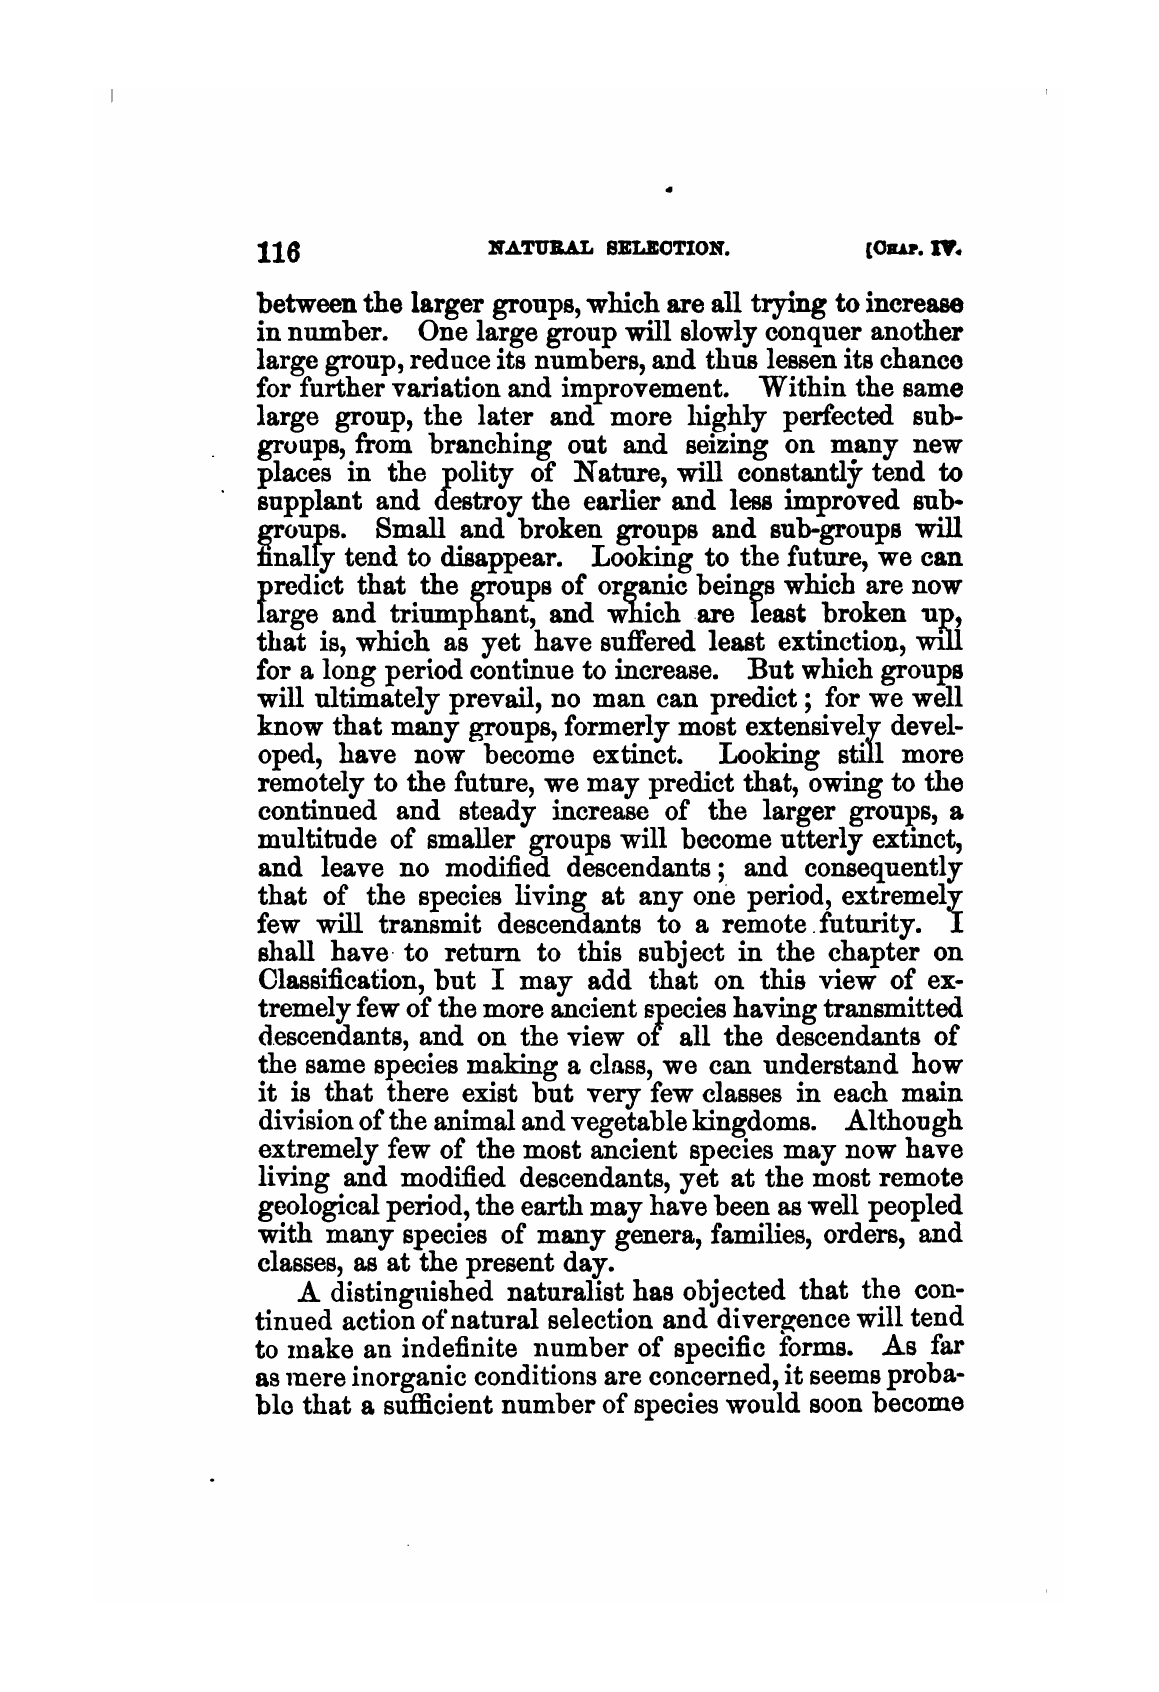 116 NATURAL SELECTION. [CHAP. IV.
between the larger groups, which are all trying to increase
in number. One large group will slowly conquer another
large group, reduce its numbers, and thus lessen its chance
for further variation and improvement. Within the same
large group, the later and more highly perfected sub-
groups, from branching out and seizing on many new
places in the polity of Nature, will constantly tend to
supplant and destroy the earlier and less improved sub-
groups. Small and broken groups and sub-groups will
finally tend to disappear. Looking to the future, we can
predict that the groups of organic beings which are now
large and triumphant, and which are least broken up,
that is, which as yet have suffered least extinction, will
for a long period continue to increase. But which groups
will ultimately prevail, no man can predict; for we well
know that many groups, formerly most extensively devel-
oped, have now become extinct. Looking still more
remotely to the future, we may predict that, owing to the
continued and steady increase of the larger groups, a
multitude of smaller groups will become utterly extinct,
and leave no modified descendants; and consequently
that of the species living at any one period, extremely
few will transmit descendants to a remote futurity. I
shall have to return to this subject in the chapter on
Classification, but I may add that on this view of ex-
tremely few of the more ancient species having transmitted
descendants, and on the view of all the descendants of
the same species making a class, we can understand how
it is that there exist but very few classes in each main
division of the animal and vegetable kingdoms. Although
extremely few of the most ancient species may now have
living and modified descendants, yet at the most remote
geological period, the earth may have been as well peopled
with many species of many genera, families, orders, and
classes, as at the present day.
A distinguished naturalist has objected that the con-
tinued action of natural selection and divergence will tend
to make an indefinite number of specific forms. As far
as mere inorganic conditions are concerned, it seems proba-
ble that a sufficient number of species would soon become